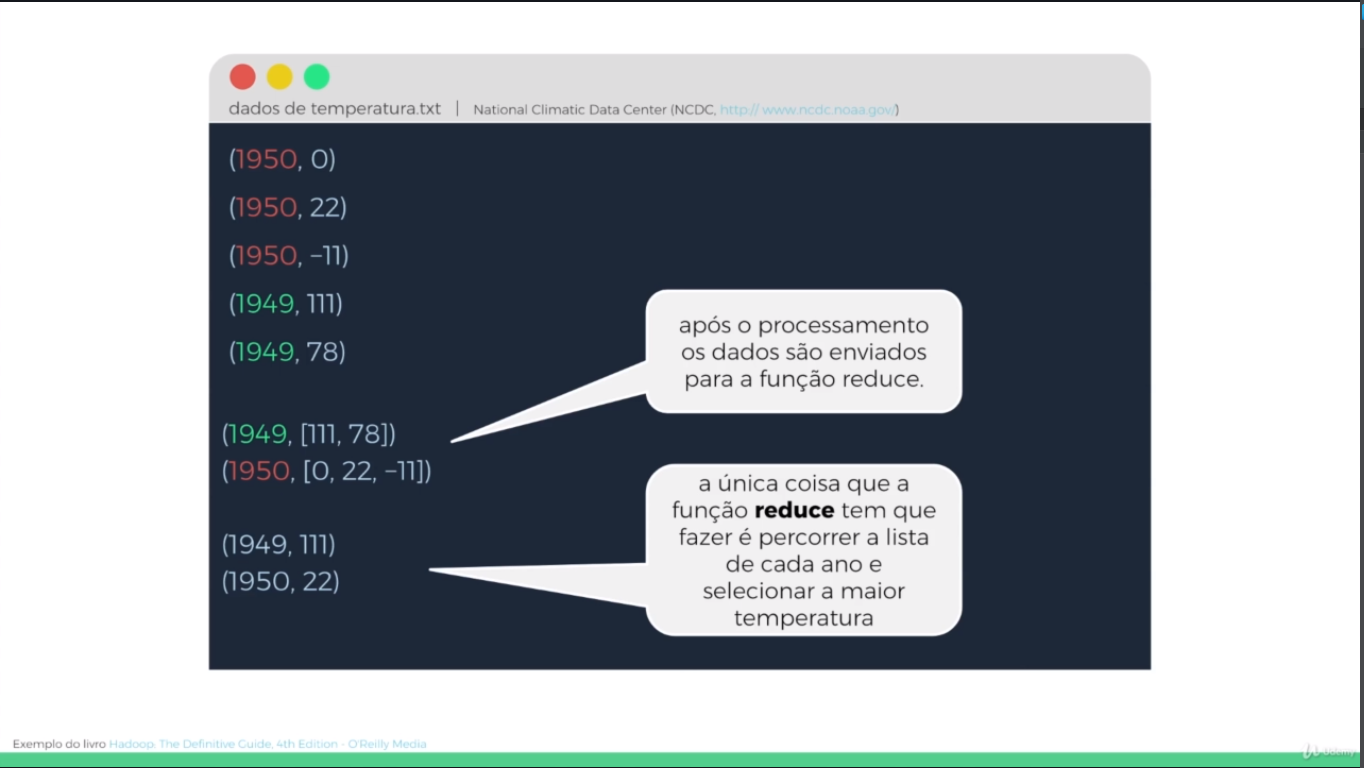 dados de temperatura.txt | National Climatic Data Center (NCDC, http:// www.ncdc.noaa.gov/)
(1950, 0)
(1950, 22)
(1950, −11)
(1949, 111)
(1949, 78)
após o processamento
os dados são enviados
para a função reduce.
(1949, [111, 78])
(1950, [0, 22, −11])
a única coisa que a
função reduce tem que
fazer é percorrer a lista
de cada ano e
selecionar a maior
temperatura
(1949, 111)
(1950, 22)
Exemplo do livro Hadoop: The Definitive Guide, 4th Edition - O'Reilly Media
Udemy